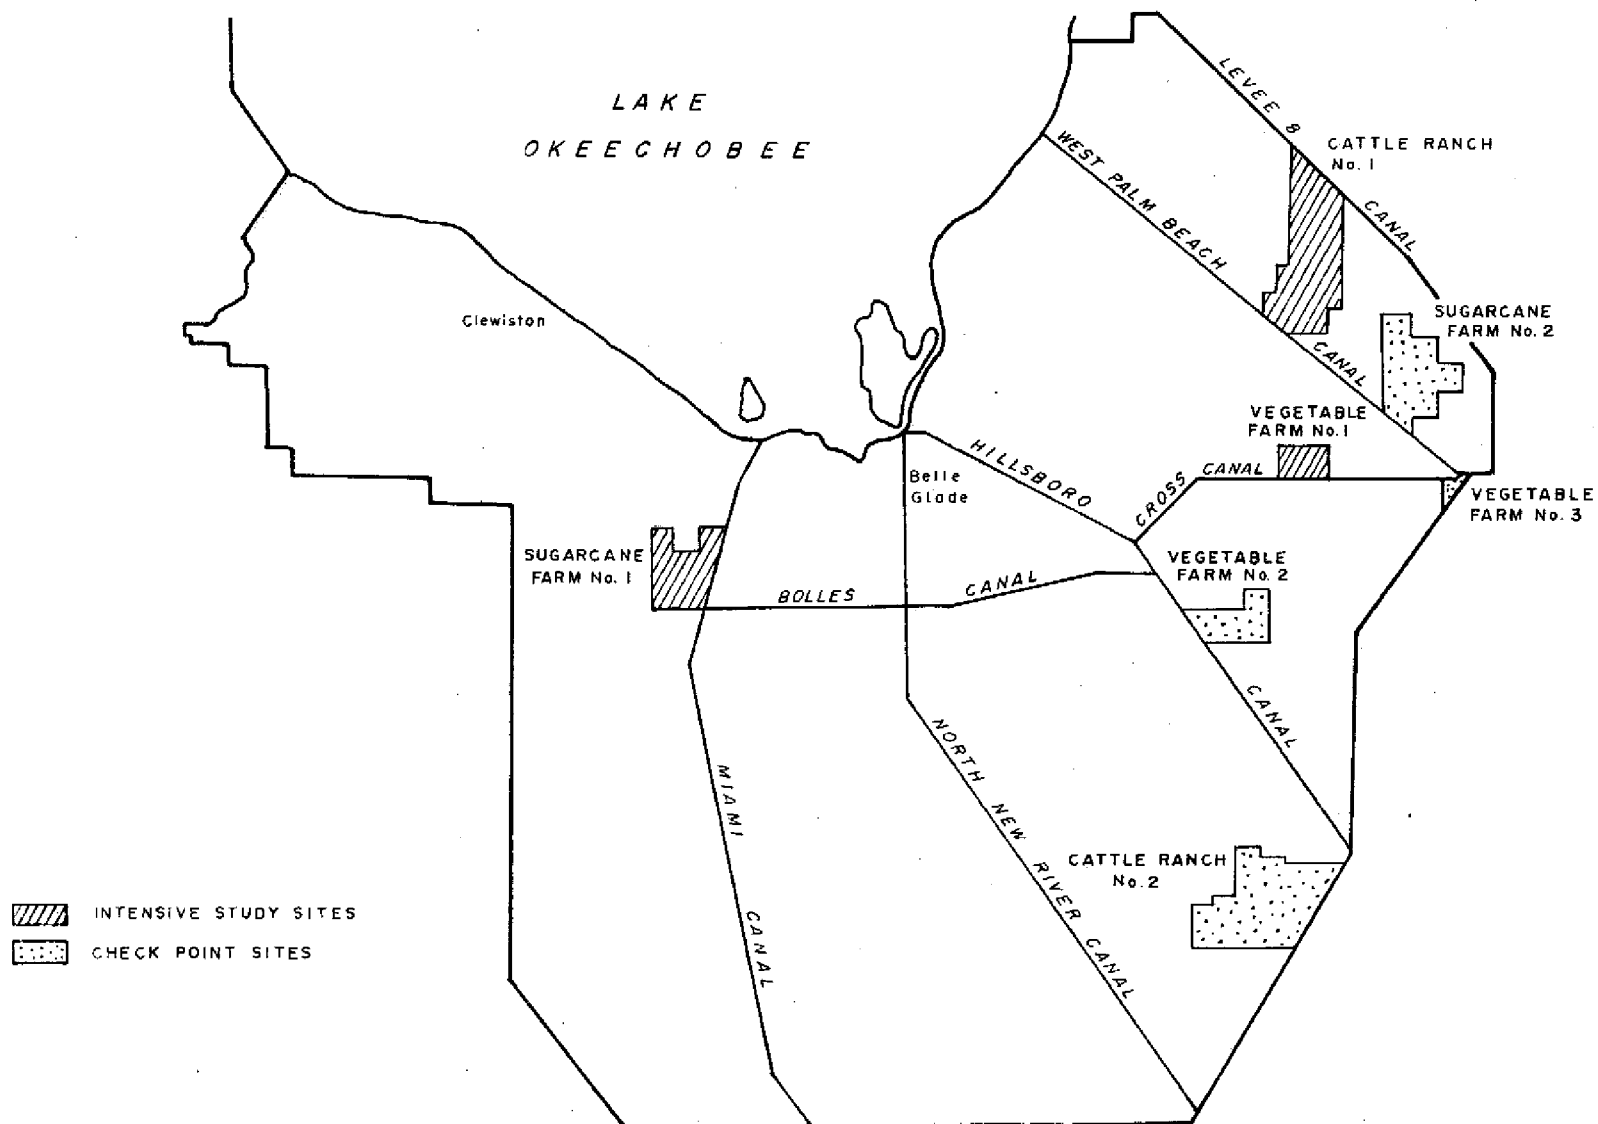 LAKE
OKEECHOBEE
LEVEE 8
CANAL
CATTLE RANCH
No. 1
WEST PALM BEACH
CANAL
SUGARCANE
FARM No. 2
Clewiston
VEGETABLE
FARM No. 1
HILLSBORO
CROSS
CANAL
Belle
Glade
VEGETABLE
FARM No. 3
SUGARCANE
FARM No. 1
VEGETABLE
FARM No. 2
BOLLES
CANAL
CANAL
NORTH NEW RIVER CANAL
MIAMI
CANAL
CATTLE RANCH
No. 2
INTENSIVE STUDY SITES
CHECK POINT SITES